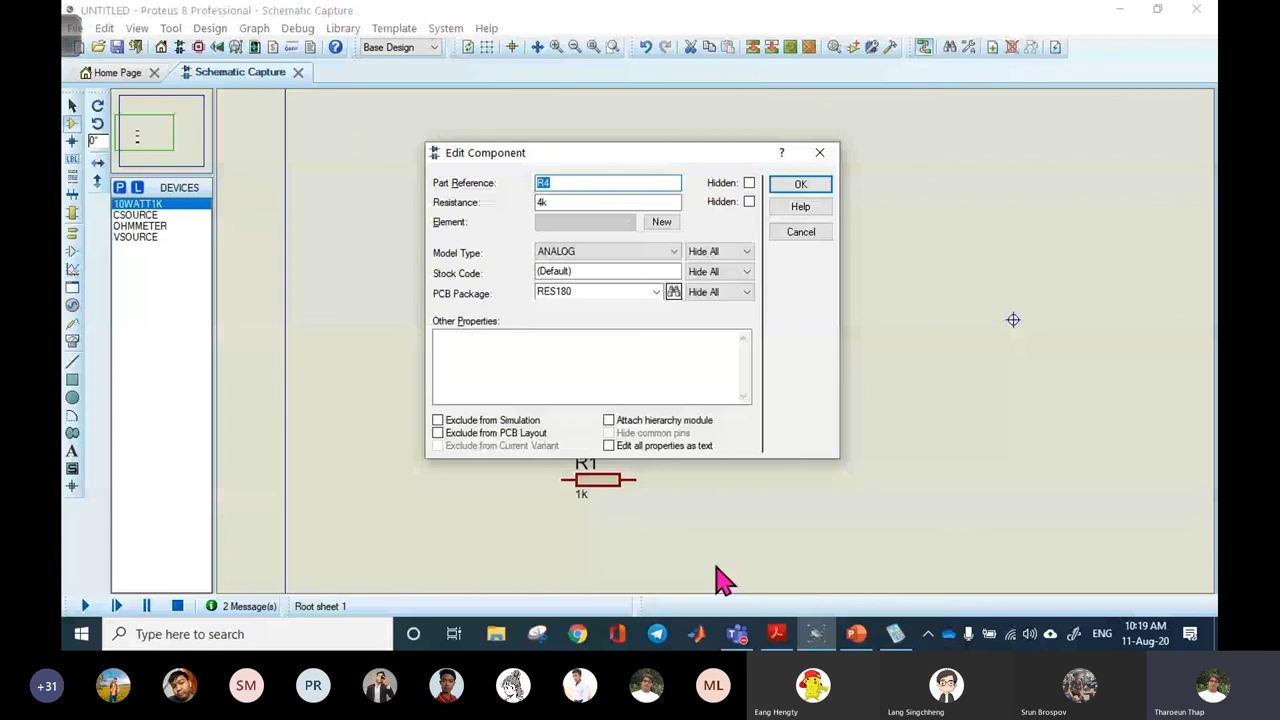 UNTITLED - Proteus 8 Professional - Schematic Capture
File Edit View Tool Design Graph Debug Library Template System Help
Base Design
Home Page Schematic Capture
0°
P L DEVICES
10WATT1K
CSOURCE
OHMMETER
VSOURCE
LBL
A
S
Edit Component
? 
Part Reference: R4 Hidden: OK
Resistance: 4k Hidden: Help
Element: New Cancel
Model Type: ANALOG Hide All
Stock Code: (Default) Hide All
PCB Package: RES180 Hide All
Other Properties:
Exclude from Simulation Attach hierarchy module
Exclude from PCB Layout Hide common pins
Exclude from Current Variant Edit all properties as text
R1
1k
2 Message(s) Root sheet 1
Type here to search ENG 10:19 AM
11-Aug-20
+31 SM PR ML
Eang Hengty Lang Singchheng Srun Brospov Tharoeun Thap